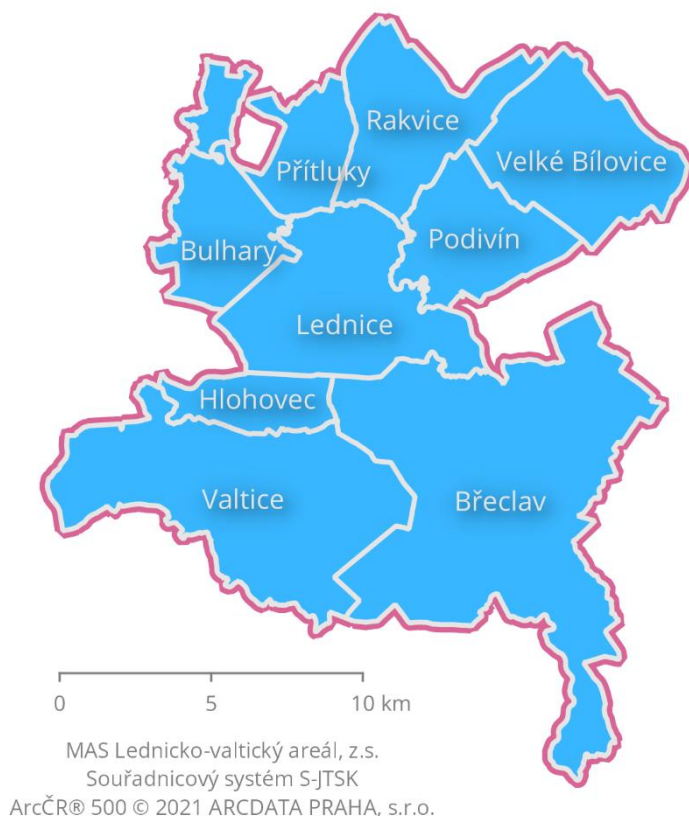 Rakvice
Velké Bílovice
Přítluky
Podivín
Bulhary
Lednice
Hlohovec
Valtice
Břeclav
0 5 10 km
MAS Lednicko-valtický areál, z.s.
Souřadnicový systém S-JTSK
ArcČR® 500 © 2021 ARCDATA PRAHA, s.r.o.